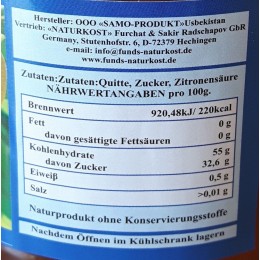 Hersteller: OOO «SAMO-PRODUKT»Usbekistan
Vertrieb: «NATURKOST» Furchat & Sakir Radschapov GbR
Germany, Stutenhofstr. 6, D-72379 Hechingen
e-mail: info@funds-naturkost.de
www.funds-naturkost.de
Zutaten:Zutaten:Quitte, Zucker, Zitronensäure
NÄHRWERTANGABEN pro 100g.
Brennwert 920,48kJ/ 220kcal
Fett 0 g
davon gesättigte Fettsäuren 0 g
Kohlenhydrate 55 g
davon Zucker 32,6 g
Eiweiß 0,5 g
Salz >0,01 g
Naturprodukt ohne Konservierungsstoffe
Nachdem Öffnen im Kühlschrank lagern